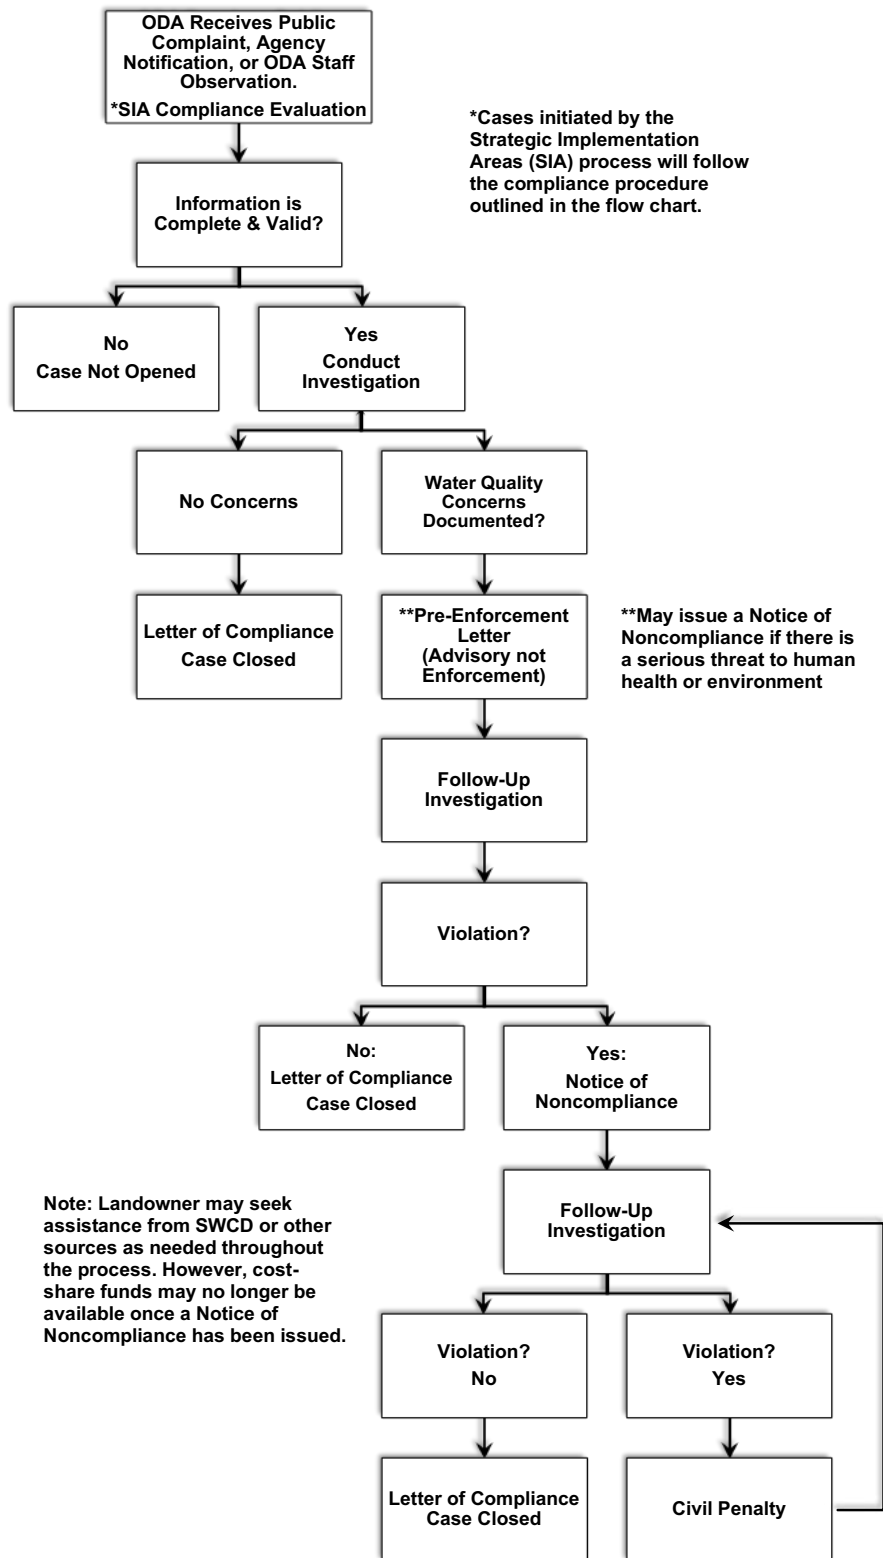 ODA Receives Public
Complaint, Agency
Notification, or ODA Staff
Observation.
*SIA Compliance Evaluation
*Cases initiated by the
Strategic Implementation
Areas (SIA) process will follow
the compliance procedure
outlined in the flow chart.
Information is
Complete & Valid?
No
Case Not Opened
Yes
Conduct
Investigation
No Concerns
Water Quality
Concerns
Documented?
Letter of Compliance
Case Closed
**Pre-Enforcement
Letter
(Advisory not
Enforcement)
**May issue a Notice of
Noncompliance if there is
a serious threat to human
health or environment
Follow-Up
Investigation
Violation?
No:
Letter of Compliance
Case Closed
Yes:
Notice of
Noncompliance
Note: Landowner may seek
assistance from SWCD or other
sources as needed throughout
the process. However, cost-
share funds may no longer be
available once a Notice of
Noncompliance has been issued.
Follow-Up
Investigation
Violation?
No
Violation?
Yes
Letter of Compliance
Case Closed
Civil Penalty